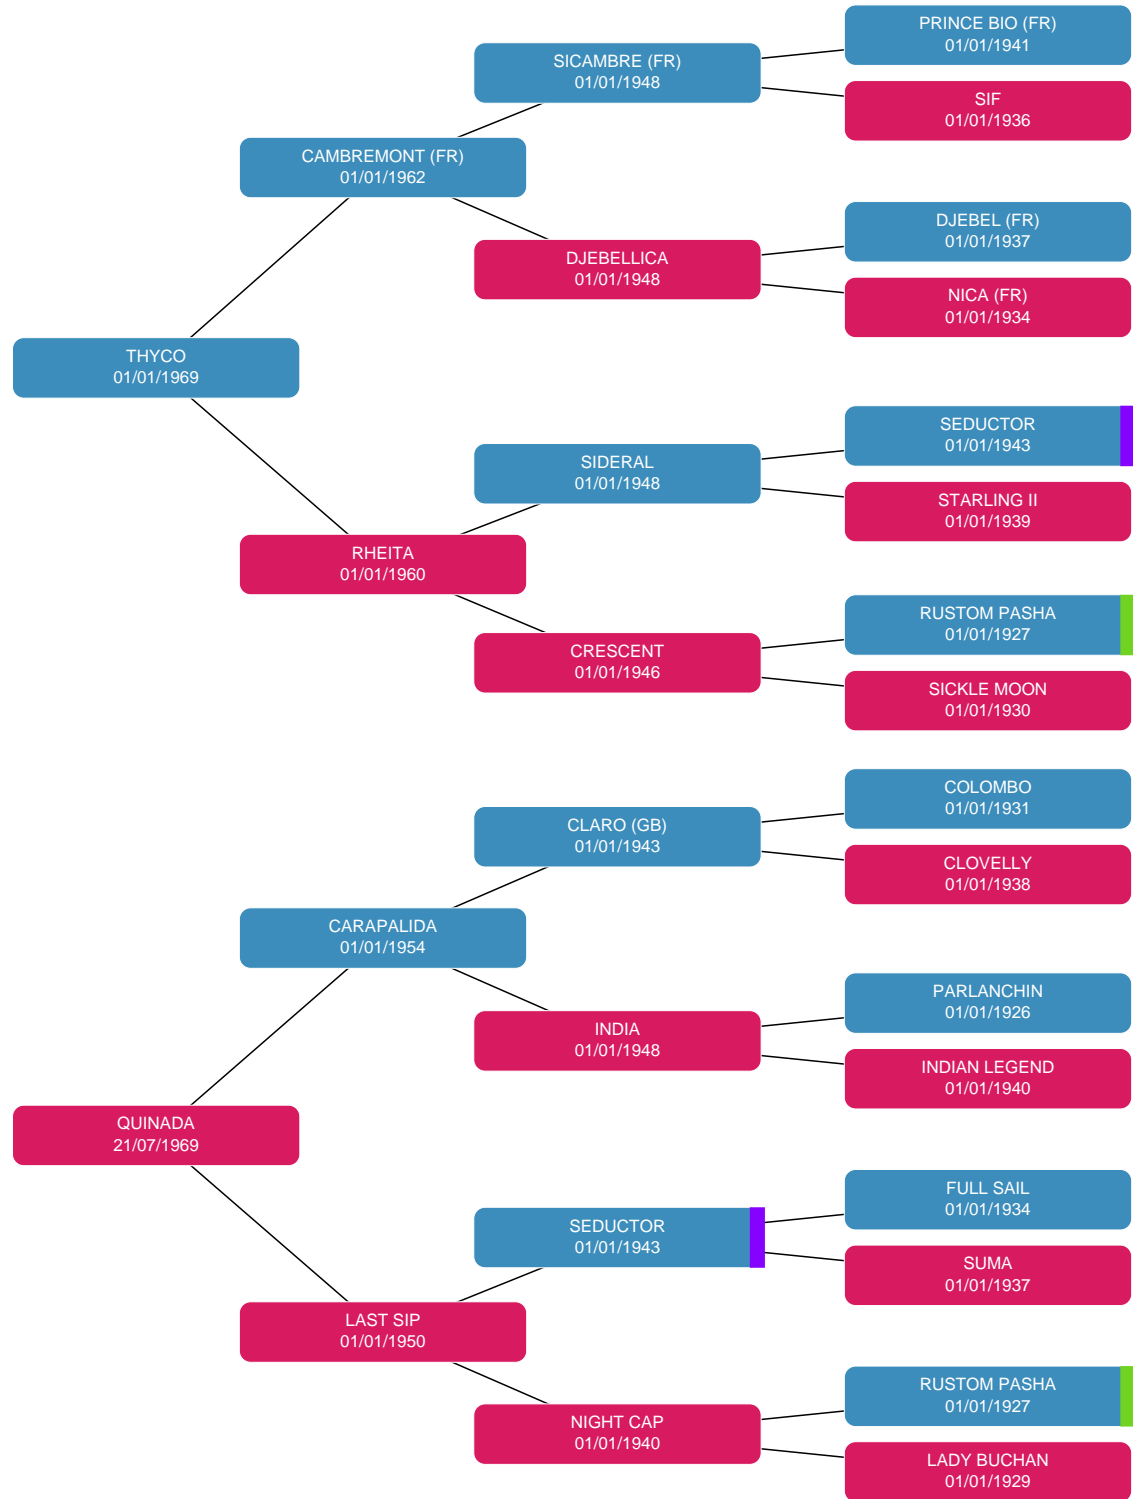 PRINCE BIO (FR)
01/01/1941
SICAMBRE (FR)
01/01/1948
SIF
01/01/1936
CAMBREMONT (FR)
01/01/1962
DJEBEL (FR)
01/01/1937
DJEBELLICA
01/01/1948
NICA (FR)
01/01/1934
THYCO
01/01/1969
SEDUCTOR
01/01/1943
SIDERAL
01/01/1948
STARLING II
01/01/1939
RHEITA
01/01/1960
RUSTOM PASHA
01/01/1927
CRESCENT
01/01/1946
SICKLE MOON
01/01/1930
COLOMBO
01/01/1931
CLARO (GB)
01/01/1943
CLOVELLY
01/01/1938
CARAPALIDA
01/01/1954
PARLANCHIN
01/01/1926
INDIA
01/01/1948
INDIAN LEGEND
01/01/1940
QUINADA
21/07/1969
FULL SAIL
01/01/1934
SEDUCTOR
01/01/1943
SUMA
01/01/1937
LAST SIP
01/01/1950
RUSTOM PASHA
01/01/1927
NIGHT CAP
01/01/1940
LADY BUCHAN
01/01/1929